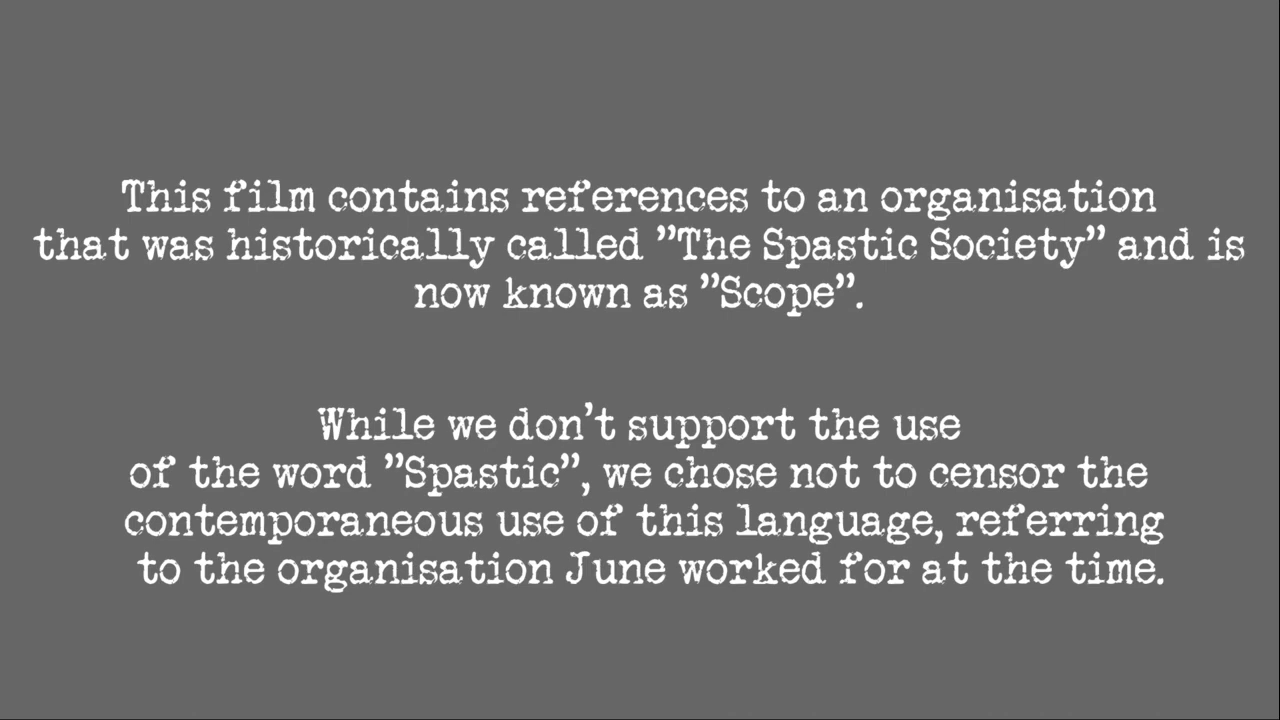 This film contains references to an organisation
that was historically called ”The Spastic Society” and is
now known as ”Scope”.
While we don’t support the use
of the word ”Spastic”, we chose not to censor the
contemporaneous use of this language, referring
to the organisation June worked for at the time.